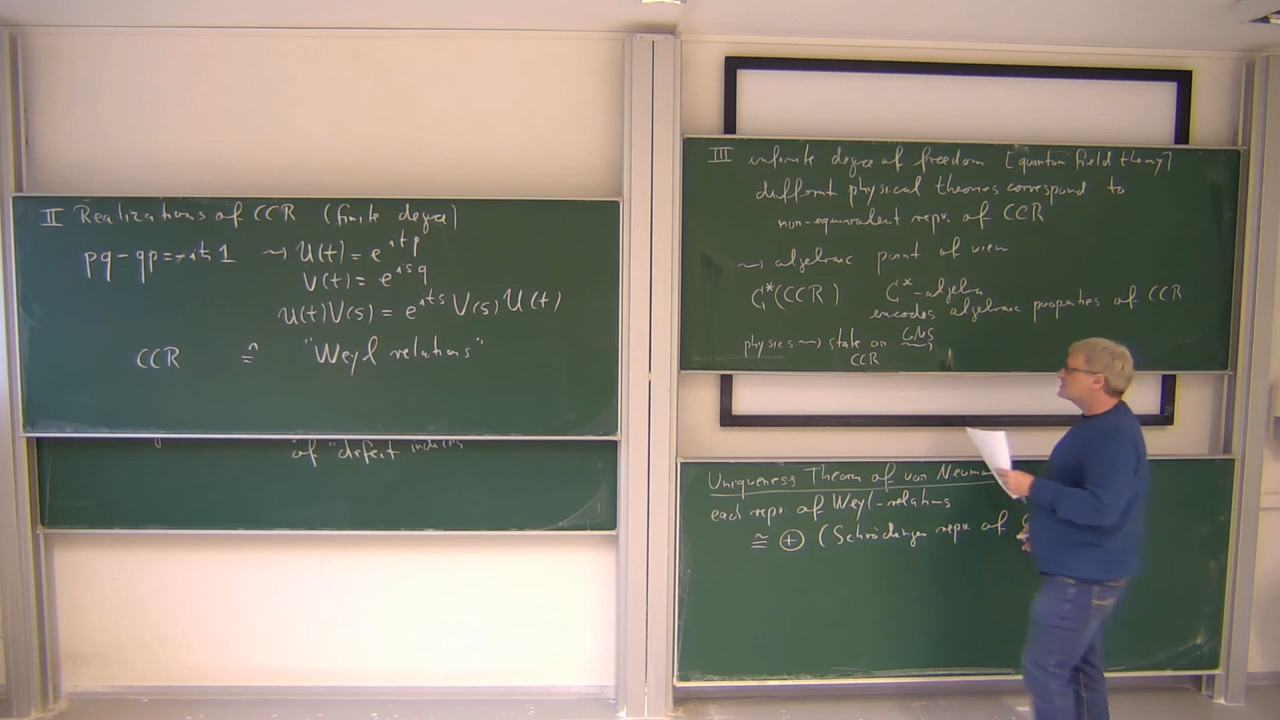 II Realizations of CCR (finite degree)
pq-qp=-iħ1 ⇝ U(t) = e^{itp}
V(t) = e^{isq}
U(t)V(s) = e^{its} V(s) U(t)
CCR ≙ "Weyl relations"
of "defect indices
III infinite degree of freedom [quantum field theory]
different physical theories correspond to
non-equivalent repr. of CCR
⇝ algebraic point of view
C*(CCR) C*-algebra
encodes algebraic properties of CCR
physics ⇝ state on CCR GNS ⇝
Uniqueness Theorem of von Neuma
each repr. of Weyl-relations
≅ ⊕ (Schrödinger repr. of